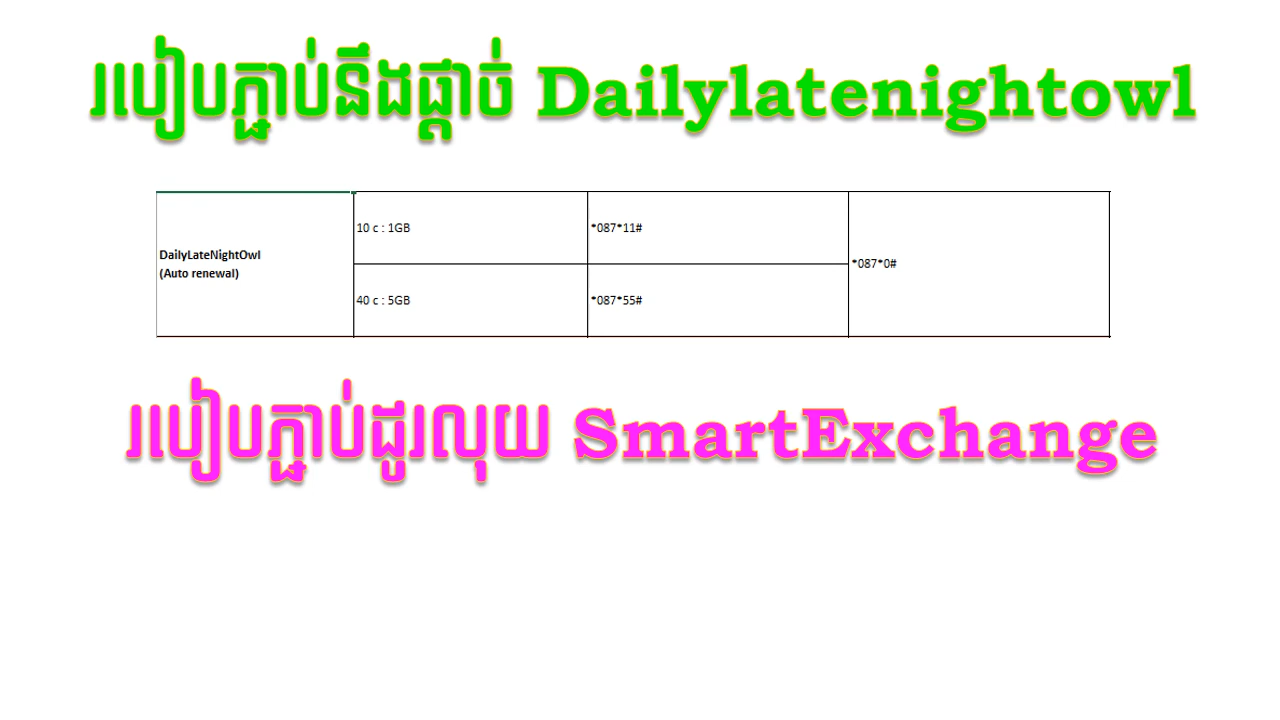 របៀបភ្ជាប់នឹងផ្តាច់ Dailylatenightowl
DailyLateNightOwl
(Auto renewal)
10 c : 1GB
*087*11#
40 c : 5GB
*087*55#
*087*0#
របៀបភ្ជាប់ដូរលុយ SmartExchange